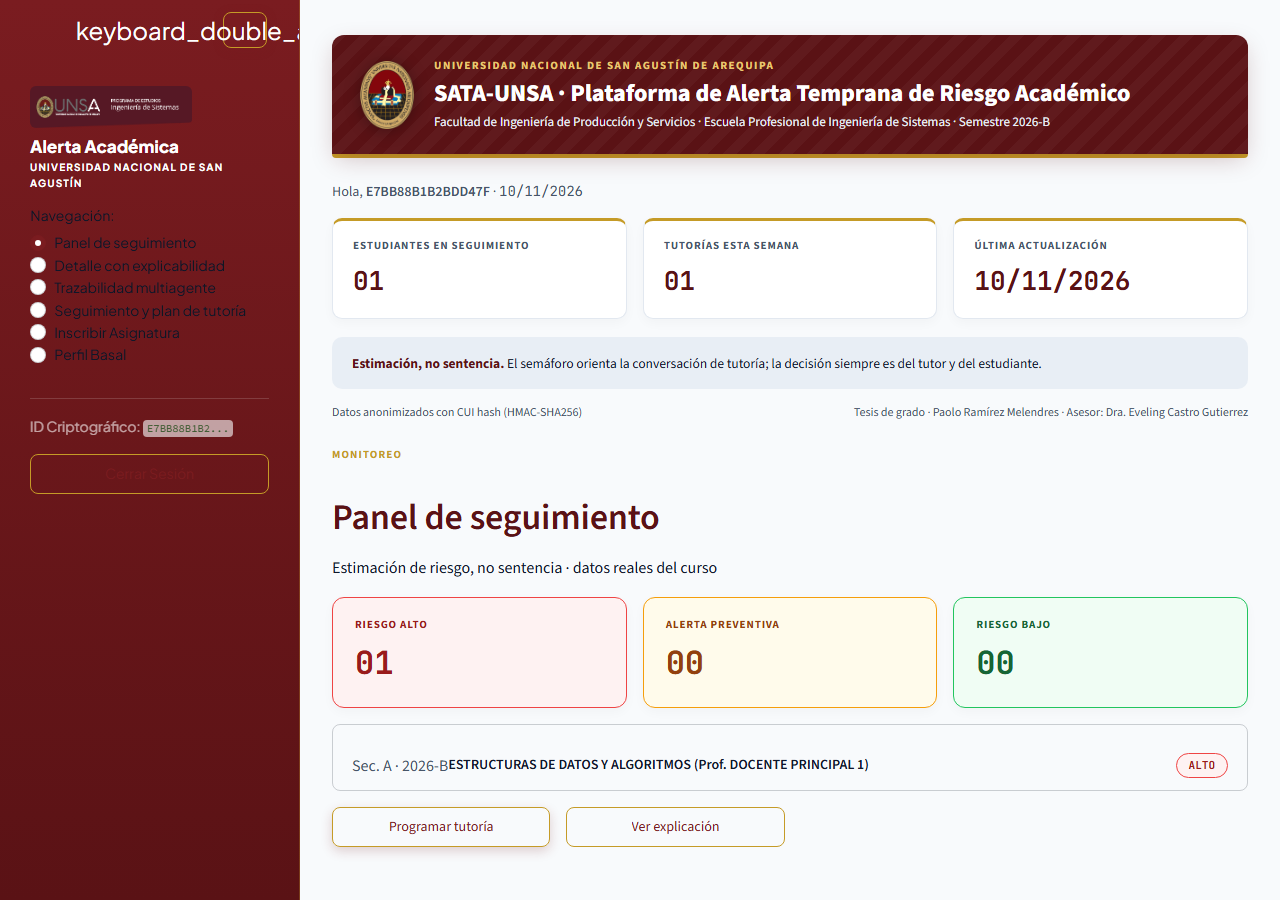 keyboard_double_a
UNSA
PROGRAMA DE ESTUDIOS
Ingeniería de Sistemas
Alerta Académica
UNIVERSIDAD NACIONAL DE SAN
AGUSTÍN
Navegación:
Panel de seguimiento
Detalle con explicabilidad
Trazabilidad multiagente
Seguimiento y plan de tutoría
Inscribir Asignatura
Perfil Basal
ID Criptográfico: E7BB88B1B2...
Cerrar Sesión
UNIVERSIDAD NACIONAL DE SAN AGUSTÍN DE AREQUIPA
SATA-UNSA · Plataforma de Alerta Temprana de Riesgo Académico
Facultad de Ingeniería de Producción y Servicios · Escuela Profesional de Ingeniería de Sistemas · Semestre 2026-B
Hola, E7BB88B1B2BDD47F · 10/11/2026
ESTUDIANTES EN SEGUIMIENTO
01
TUTORÍAS ESTA SEMANA
01
ÚLTIMA ACTUALIZACIÓN
10/11/2026
Estimación, no sentencia. El semáforo orienta la conversación de tutoría; la decisión siempre es del tutor y del estudiante.
Datos anonimizados con CUI hash (HMAC-SHA256)
Tesis de grado · Paolo Ramírez Melendres · Asesor: Dra. Eveling Castro Gutierrez
MONITOREO
Panel de seguimiento
Estimación de riesgo, no sentencia · datos reales del curso
RIESGO ALTO
01
ALERTA PREVENTIVA
00
RIESGO BAJO
00
Sec. A · 2026-BESTRUCTURAS DE DATOS Y ALGORITMOS (Prof. DOCENTE PRINCIPAL 1)
ALTO
Programar tutoría
Ver explicación